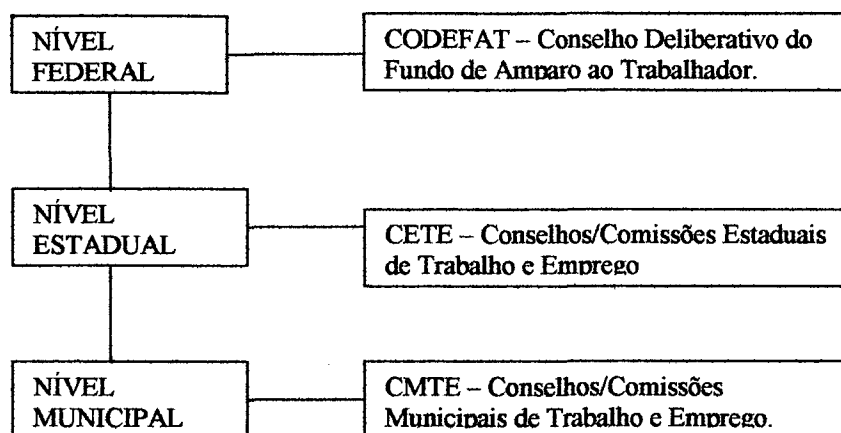 NÍVEL
FEDERAL
CODEFAT – Conselho Deliberativo do
Fundo de Amparo ao Trabalhador.
NÍVEL
ESTADUAL
CETE – Conselhos/Comissões Estaduais
de Trabalho e Emprego
NÍVEL
MUNICIPAL
CMTE – Conselhos/Comissões
Municipais de Trabalho e Emprego.